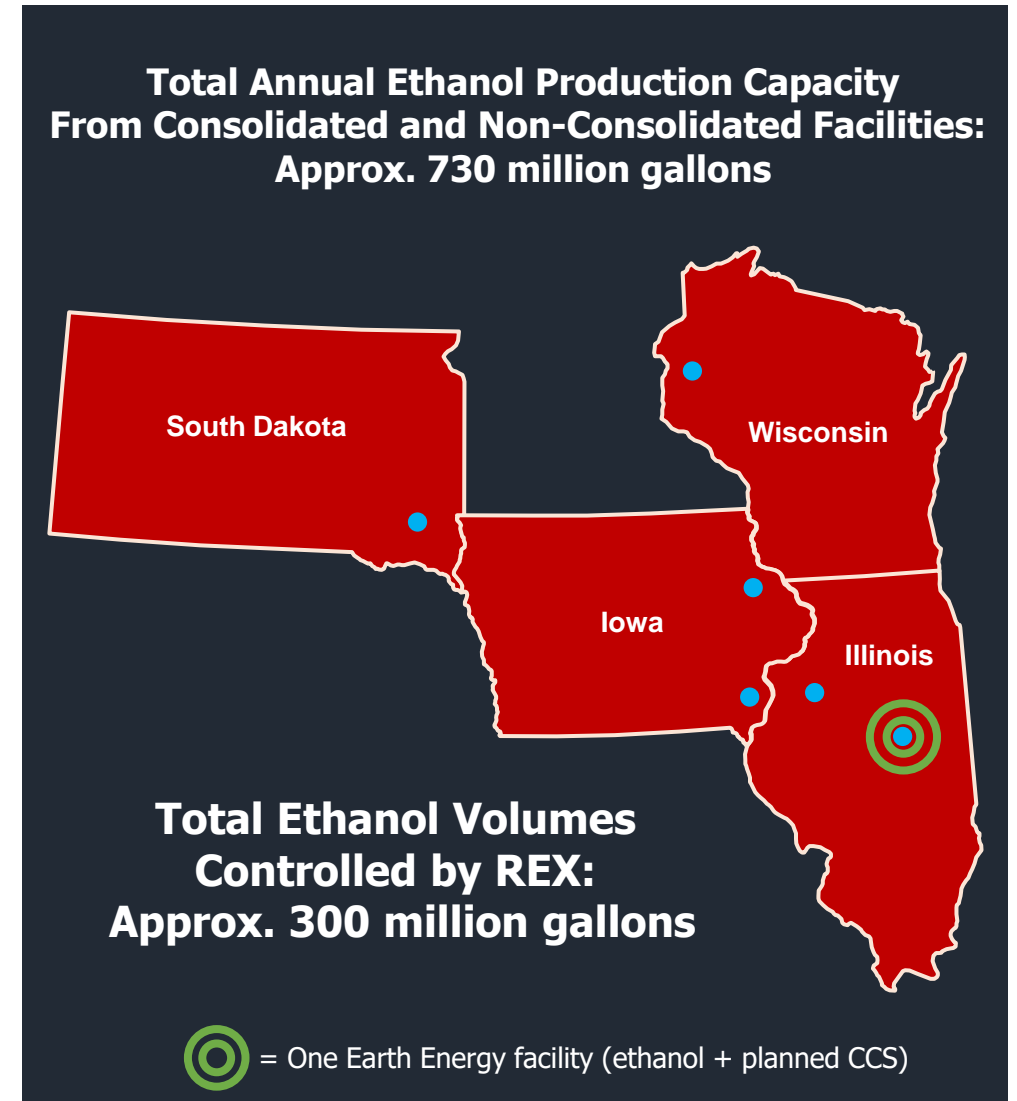 Total Annual Ethanol Production Capacity
From Consolidated and Non-Consolidated Facilities:
Approx. 730 million gallons
South Dakota
Wisconsin
Iowa
Illinois
Total Ethanol Volumes
Controlled by REX:
Approx. 300 million gallons
= One Earth Energy facility (ethanol + planned CCS)